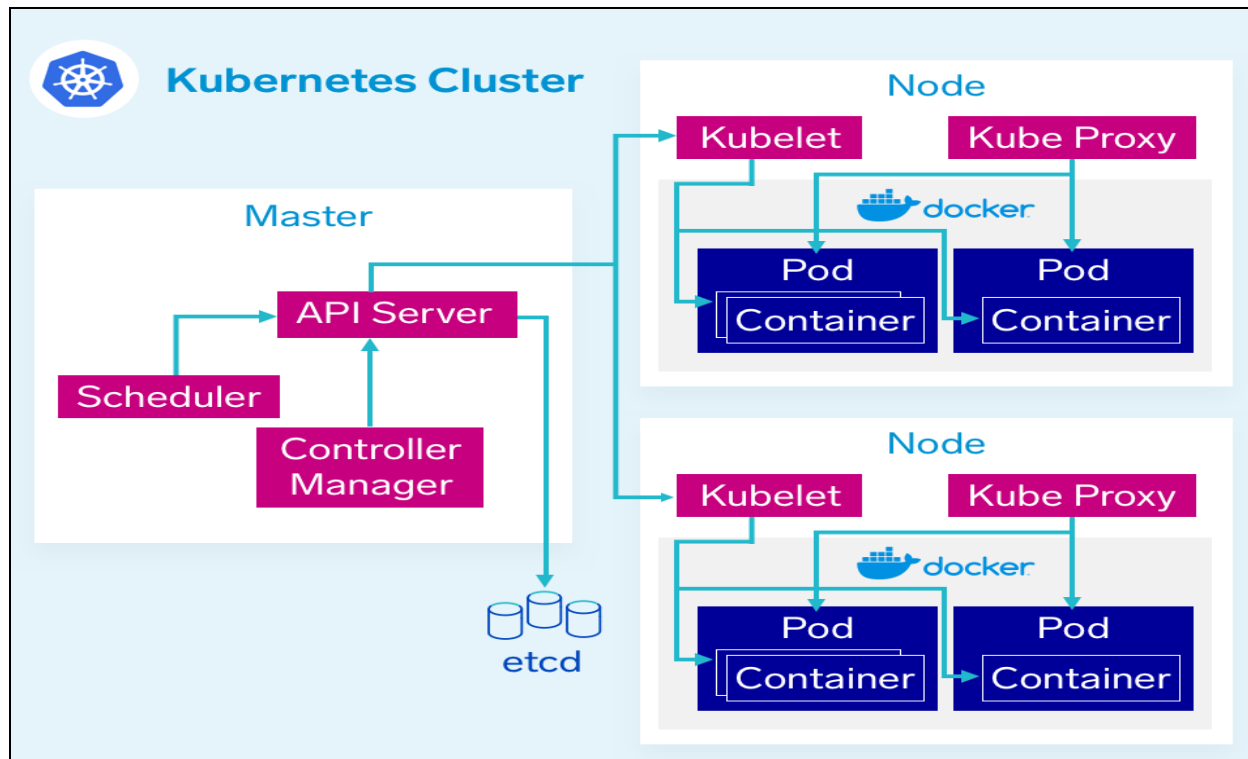 Kubernetes Cluster
Master
API Server
Scheduler
Controller
Manager
etcd
Node
Kubelet
Kube Proxy
docker
Pod
Container
Pod
Container
Node
Kubelet
Kube Proxy
docker
Pod
Container
Pod
Container